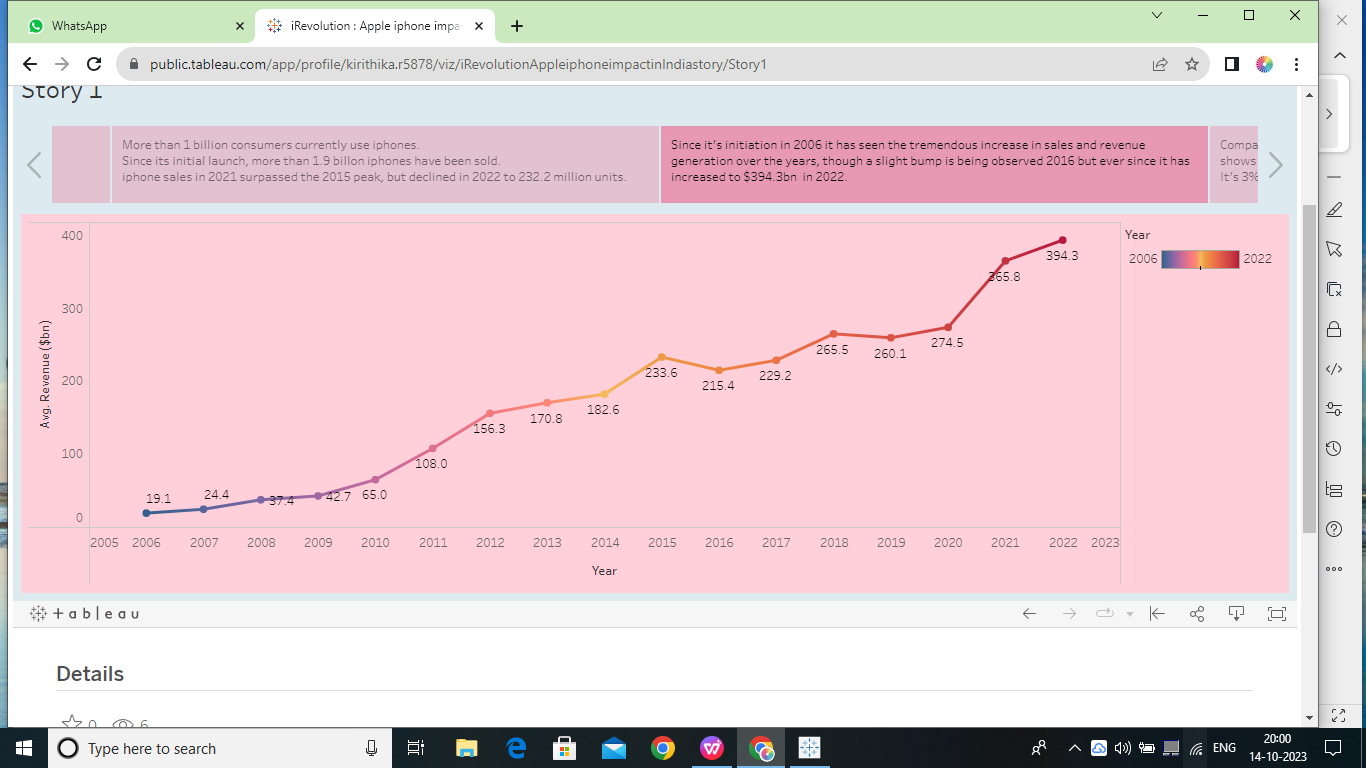 WhatsApp
iRevolution : Apple iphone impa
public.tableau.com/app/profile/kirithika.r5878/viz/iRevolutionAppleiphoneimpactinIndiastory/Story1
Story 1
More than 1 billion consumers currently use iphones.
Since its initial launch, more than 1.9 billon iphones have been sold.
iphone sales in 2021 surpassed the 2015 peak, but declined in 2022 to 232.2 million units.
Since it's initiation in 2006 it has seen the tremendous increase in sales and revenue
generation over the years, though a slight bump is being observed 2016 but ever since it has
increased to $394.3bn in 2022.
Compa
shows
It's 3%
Avg. Revenue ($bn)
400
300
200
100
0
19.1
24.4
37.4
42.7
65.0
108.0
156.3
170.8
182.6
233.6
215.4
229.2
265.5
260.1
274.5
365.8
394.3
2005 2006 2007 2008 2009 2010 2011 2012 2013 2014 2015 2016 2017 2018 2019 2020 2021 2022 2023
Year
Year
2006 2022
+ a b l e a u
Details
0 6
Type here to search
ENG
20:00
14-10-2023